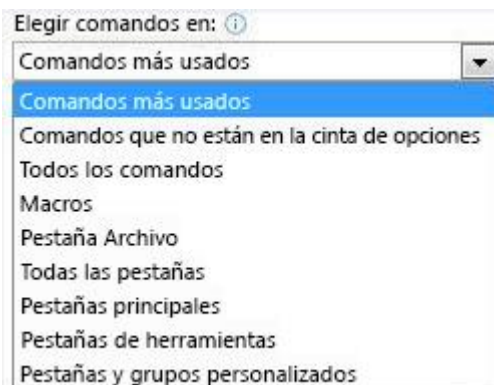 Elegir comandos en:
Comandos más usados
Comandos más usados
Comandos que no están en la cinta de opciones
Todos los comandos
Macros
Pestaña Archivo
Todas las pestañas
Pestañas principales
Pestañas de herramientas
Pestañas y grupos personalizados